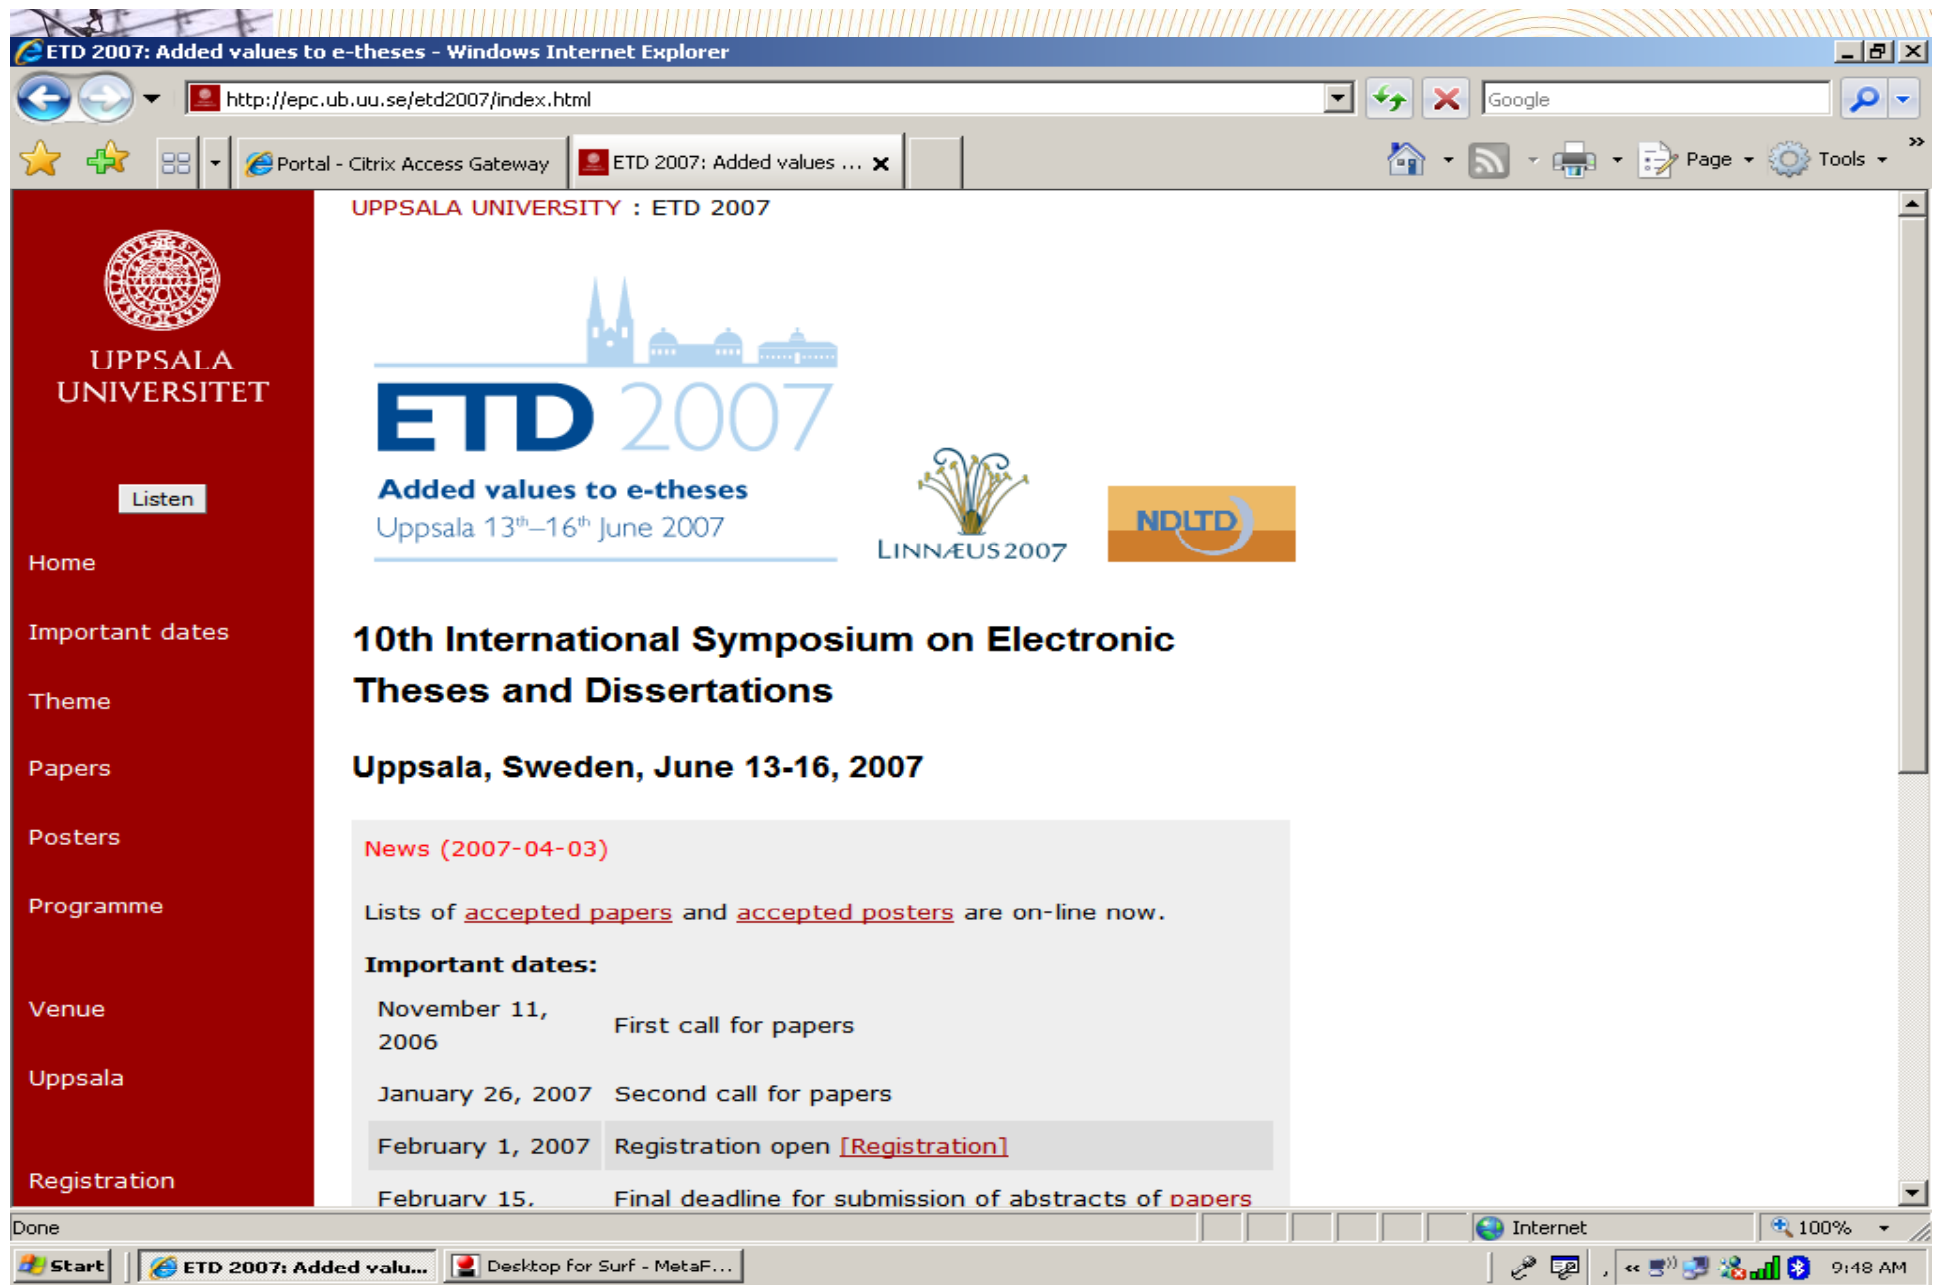 ETD 2007: Added values to e-theses - Windows Internet Explorer
http://epc.ub.uu.se/etd2007/index.html
Google
Portal - Citrix Access Gateway
ETD 2007: Added values ...
Page
Tools
UPPSALA UNIVERSITY : ETD 2007
UPPSALA
UNIVERSITET
Listen
Home
Important dates
Theme
Papers
Posters
Programme
Venue
Uppsala
Registration
ETD 2007
Added values to e-theses
Uppsala 13th–16th June 2007
LINNÆUS 2007
NDLTD
10th International Symposium on Electronic
Theses and Dissertations
Uppsala, Sweden, June 13-16, 2007
News (2007-04-03)
Lists of accepted papers and accepted posters are on-line now.
Important dates:
November 11,
2006
First call for papers
January 26, 2007 Second call for papers
February 1, 2007 Registration open [Registration]
February 15, Final deadline for submission of abstracts of papers
Done
Internet
100%
Start
ETD 2007: Added valu...
Desktop for Surf - MetaF...
9:48 AM